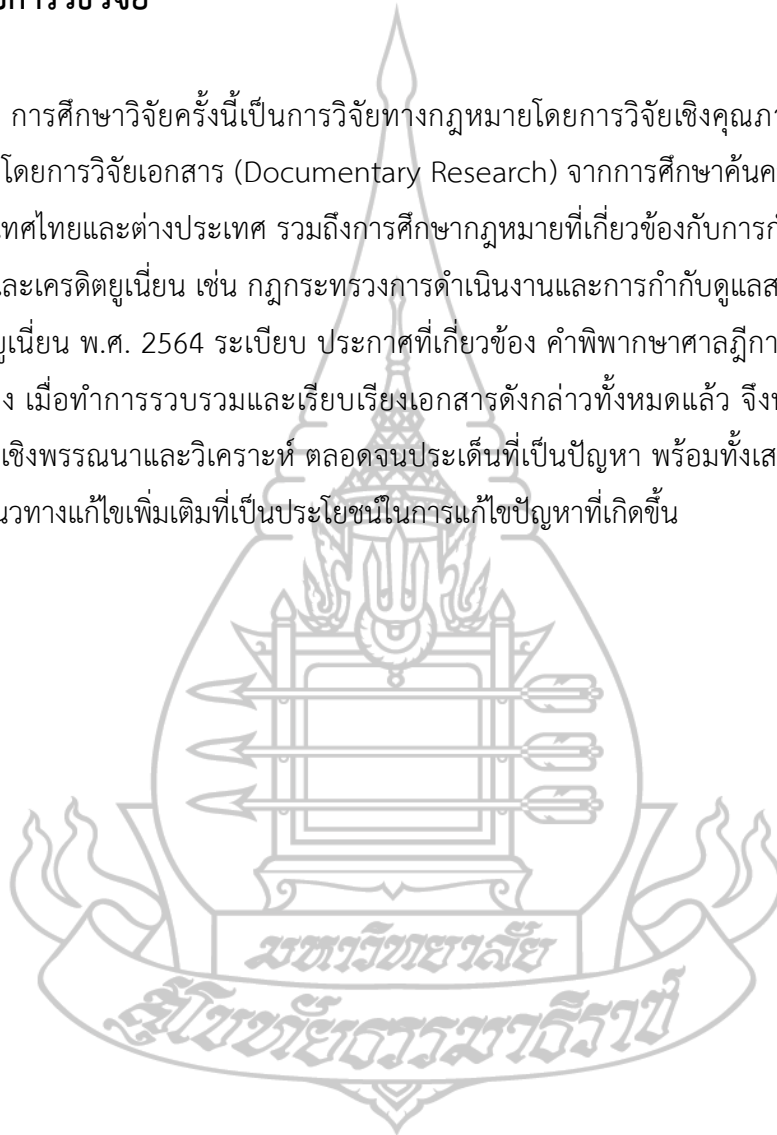 การศึกษาวิจัยครั้งนี้เป็นการวิจัยทางกฎหมายโดยการวิจัยเชิงคุณภา
โดยการวิจัยเอกสาร (Documentary Research) จากการศึกษาค้นค
เทศไทยและต่างประเทศ รวมถึงการศึกษากฎหมายที่เกี่ยวข้องกับการก
และเครดิตยูเนี่ยน เช่น กฎกระทรวงการดำเนินงานและการกำกับดูแลส
ยูเนี่ยน พ.ศ. 2564 ระเบียบ ประกาศที่เกี่ยวข้อง คำพิพากษาศาลฎีกา
ง เมื่อทำการรวบรวมและเรียบเรียงเอกสารดังกล่าวทั้งหมดแล้ว จึง
เชิงพรรณนาและวิเคราะห์ ตลอดจนประเด็นที่เป็นปัญหา พร้อมทั้งเส
นวทางแก้ไขเพิ่มเติมที่เป็นประโยชน์ในการแก้ไขปัญหาที่เกิดขึ้น
มหาวิทยาลัย
สุโขทัยธรรมาธิราช